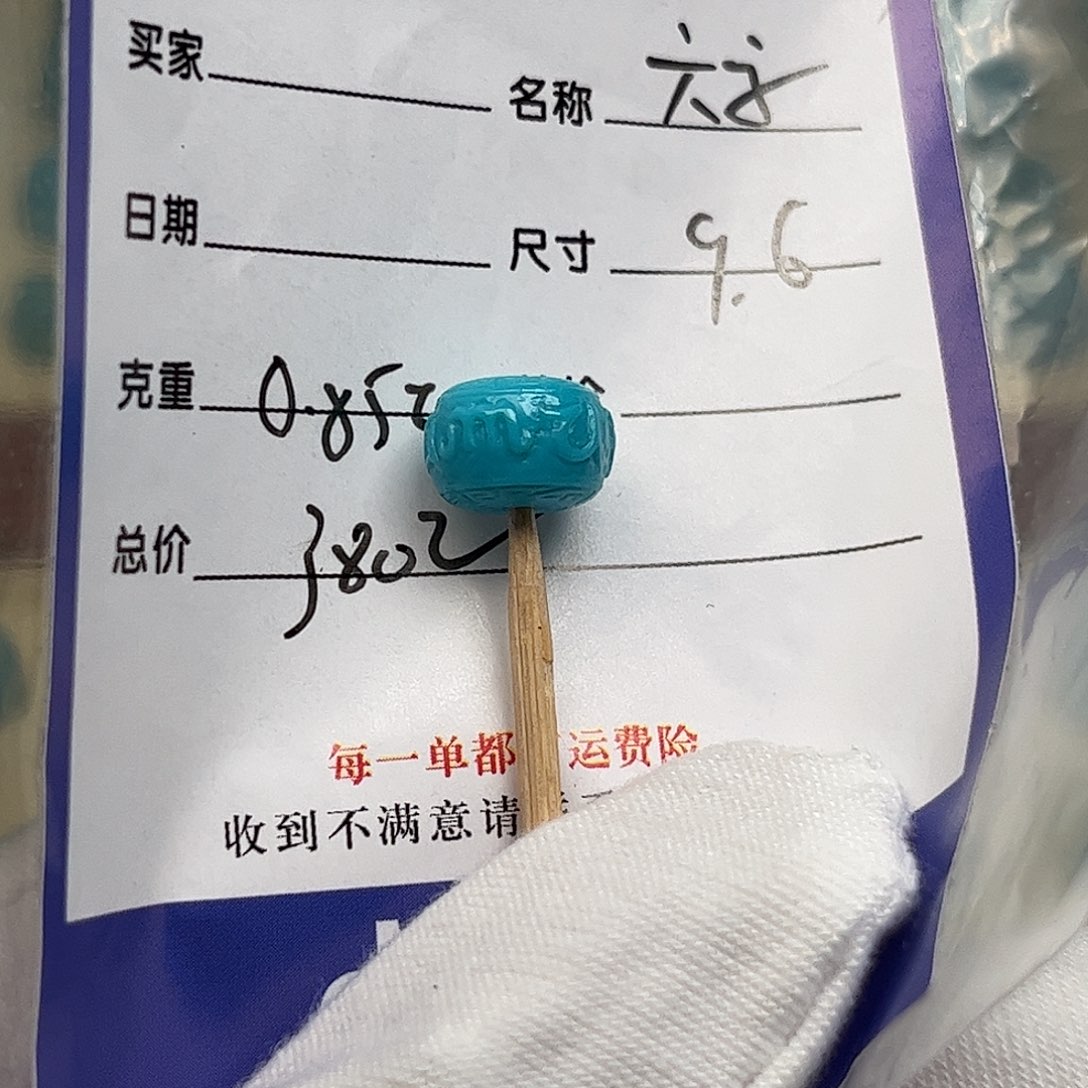 买家 名称 六字
日期 尺寸 9.6
克重 0.85
总价 3802
每一单都 运费险
收到不满意请